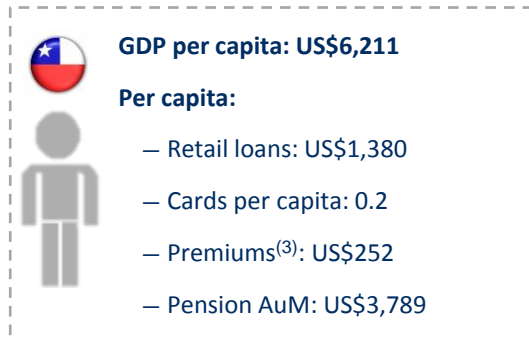 GDP per capita: US$6,211
Per capita:
— Retail loans: US$1,380
— Cards per capita: 0.2
— Premiums(3): US$252
— Pension AuM: US$3,789